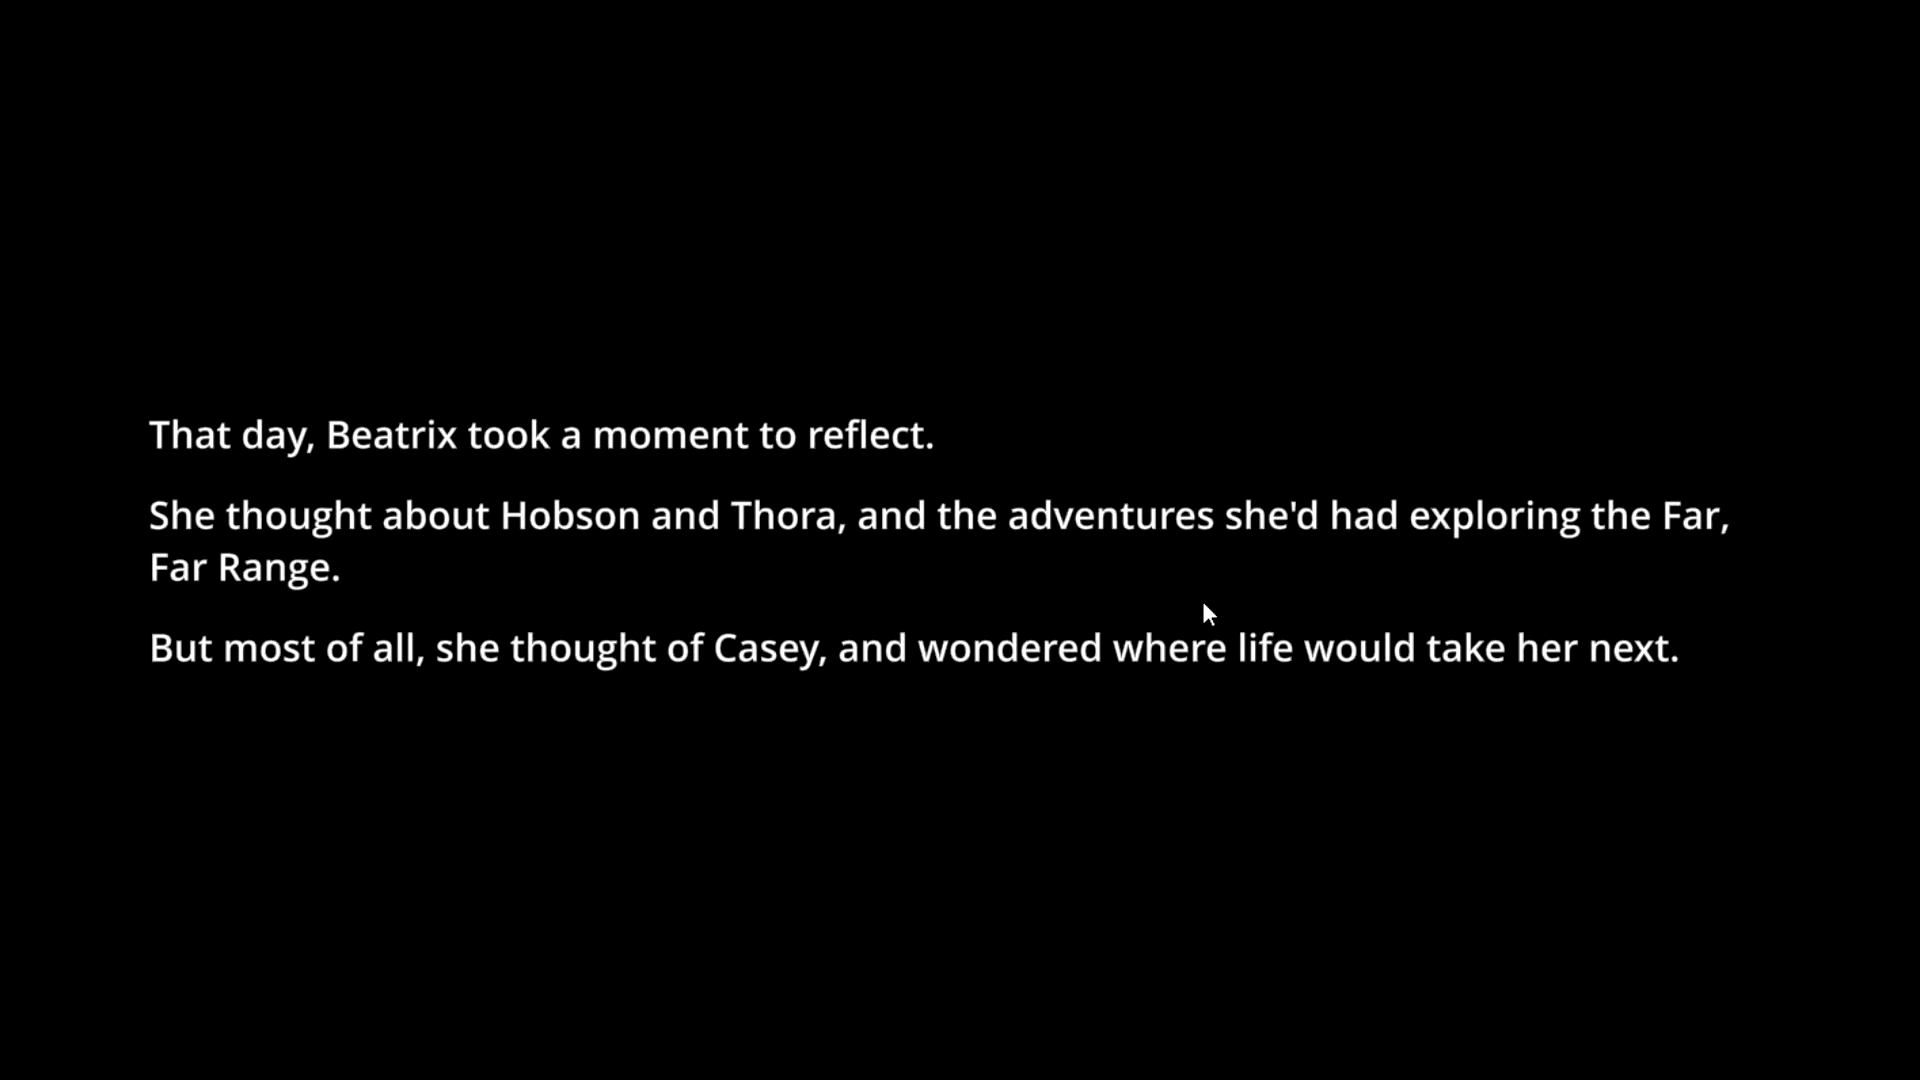 That day, Beatrix took a moment to reflect.
She thought about Hobson and Thora, and the adventures she'd had exploring the Far,
Far Range.
But most of all, she thought of Casey, and wondered where life would take her next.